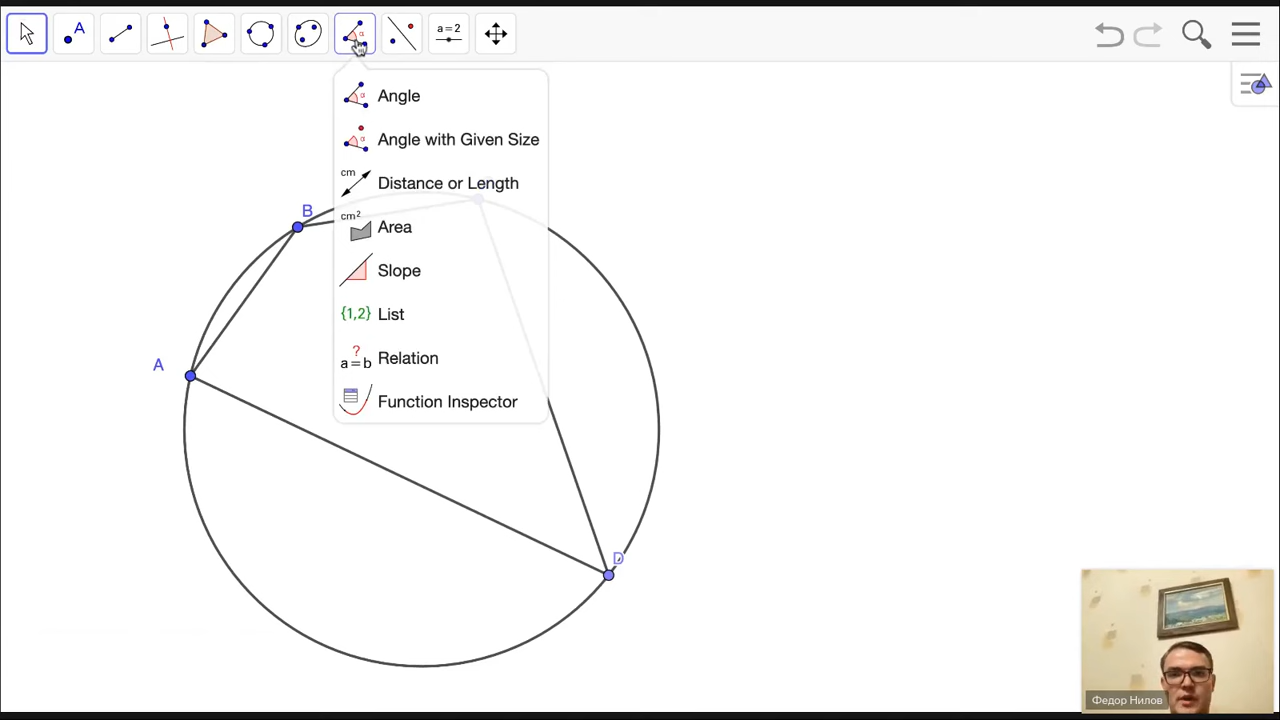 A
α
α
a=2
α
Angle
α
Angle with Given Size
cm
Distance or Length
B
cm²
Area
Slope
{1,2}
List
A
?
a=b
Relation
Function Inspector
D
Федор Нилов